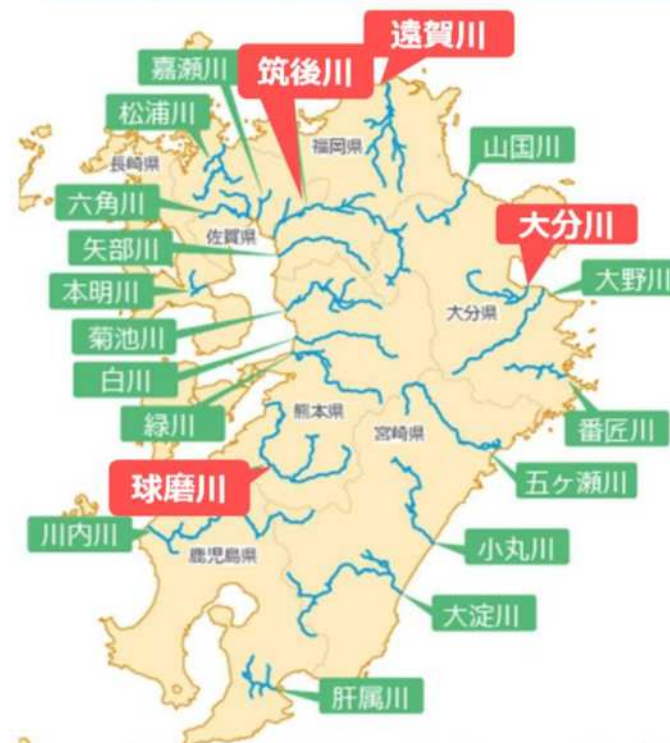 遠賀川
嘉瀬川
筑後川
松浦川
福岡県
山国川
長崎県
六角川
佐賀県
大分川
矢部川
大野川
本明川
大分県
菊池川
白川
緑川
熊本県
宮崎県
番匠川
五ヶ瀬川
球磨川
川内川
小丸川
鹿児島県
大淀川
肝属川